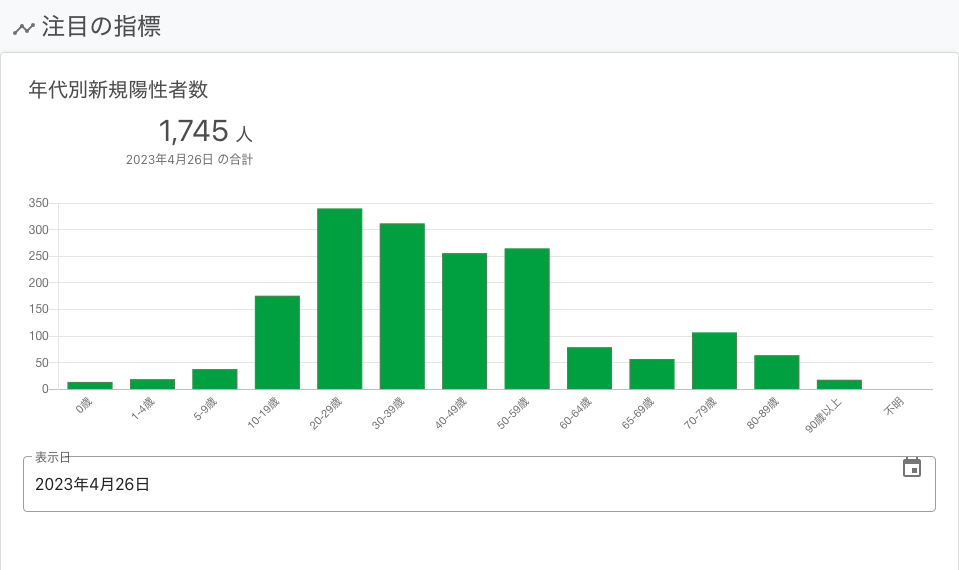 注目の指標
年代別新規陽性者数
1,745 人
2023年4月26日 の合計
350
300
250
200
150
100
50
0
0歳
1-4歳
5-9歳
10-19歳
20-29歳
30-39歳
40-49歳
50-59歳
60-64歳
65-69歳
70-79歳
80-89歳
90歳以上
不明
表示日
2023年4月26日